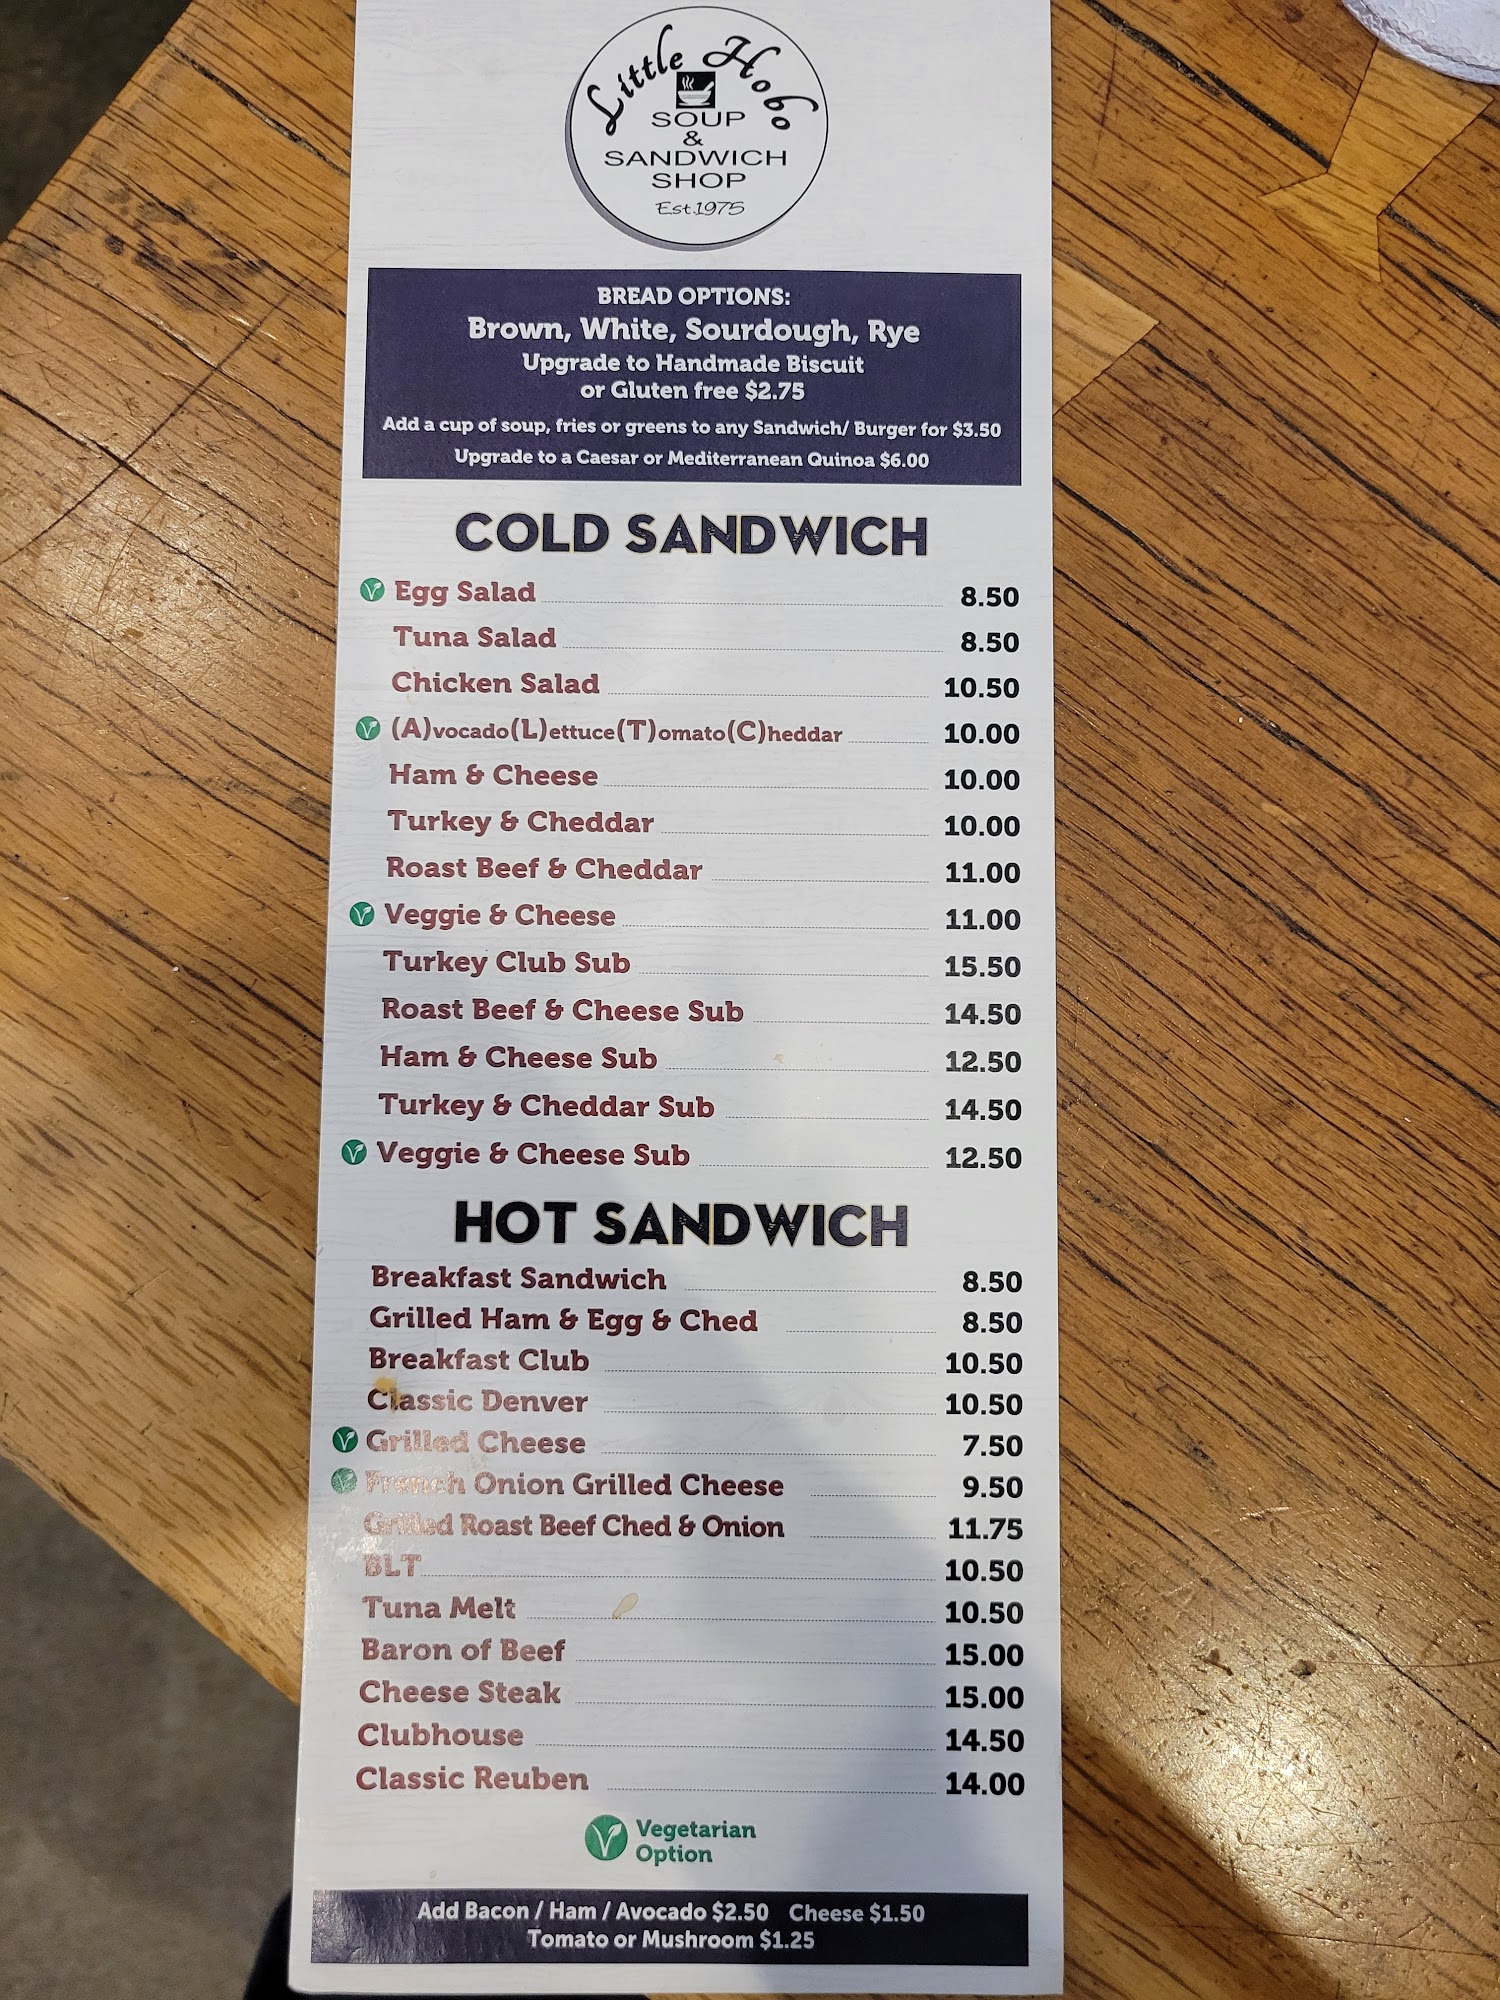 Little Hobo
SOUP
&
SANDWICH
SHOP
Est.1975
BREAD OPTIONS:
Brown, White, Sourdough, Rye
Upgrade to Handmade Biscuit
or Gluten free $2.75
Add a cup of soup, fries or greens to any Sandwich/ Burger for $3.50
Upgrade to a Caesar or Mediterranean Quinoa $6.00
COLD SANDWICH
Egg Salad 8.50
Tuna Salad 8.50
Chicken Salad 10.50
(A)vocado(L)ettuce(T)omato(C)heddar 10.00
Ham & Cheese 10.00
Turkey & Cheddar 10.00
Roast Beef & Cheddar 11.00
Veggie & Cheese 11.00
Turkey Club Sub 15.50
Roast Beef & Cheese Sub 14.50
Ham & Cheese Sub 12.50
Turkey & Cheddar Sub 14.50
Veggie & Cheese Sub 12.50
HOT SANDWICH
Breakfast Sandwich 8.50
Grilled Ham & Egg & Ched 8.50
Breakfast Club 10.50
Classic Denver 10.50
Grilled Cheese 7.50
French Onion Grilled Cheese 9.50
Grilled Roast Beef Ched & Onion 11.75
BLT 10.50
Tuna Melt 10.50
Baron of Beef 15.00
Cheese Steak 15.00
Clubhouse 14.50
Classic Reuben 14.00
Vegetarian
Option
Add Bacon / Ham / Avocado $2.50 Cheese $1.50
Tomato or Mushroom $1.25